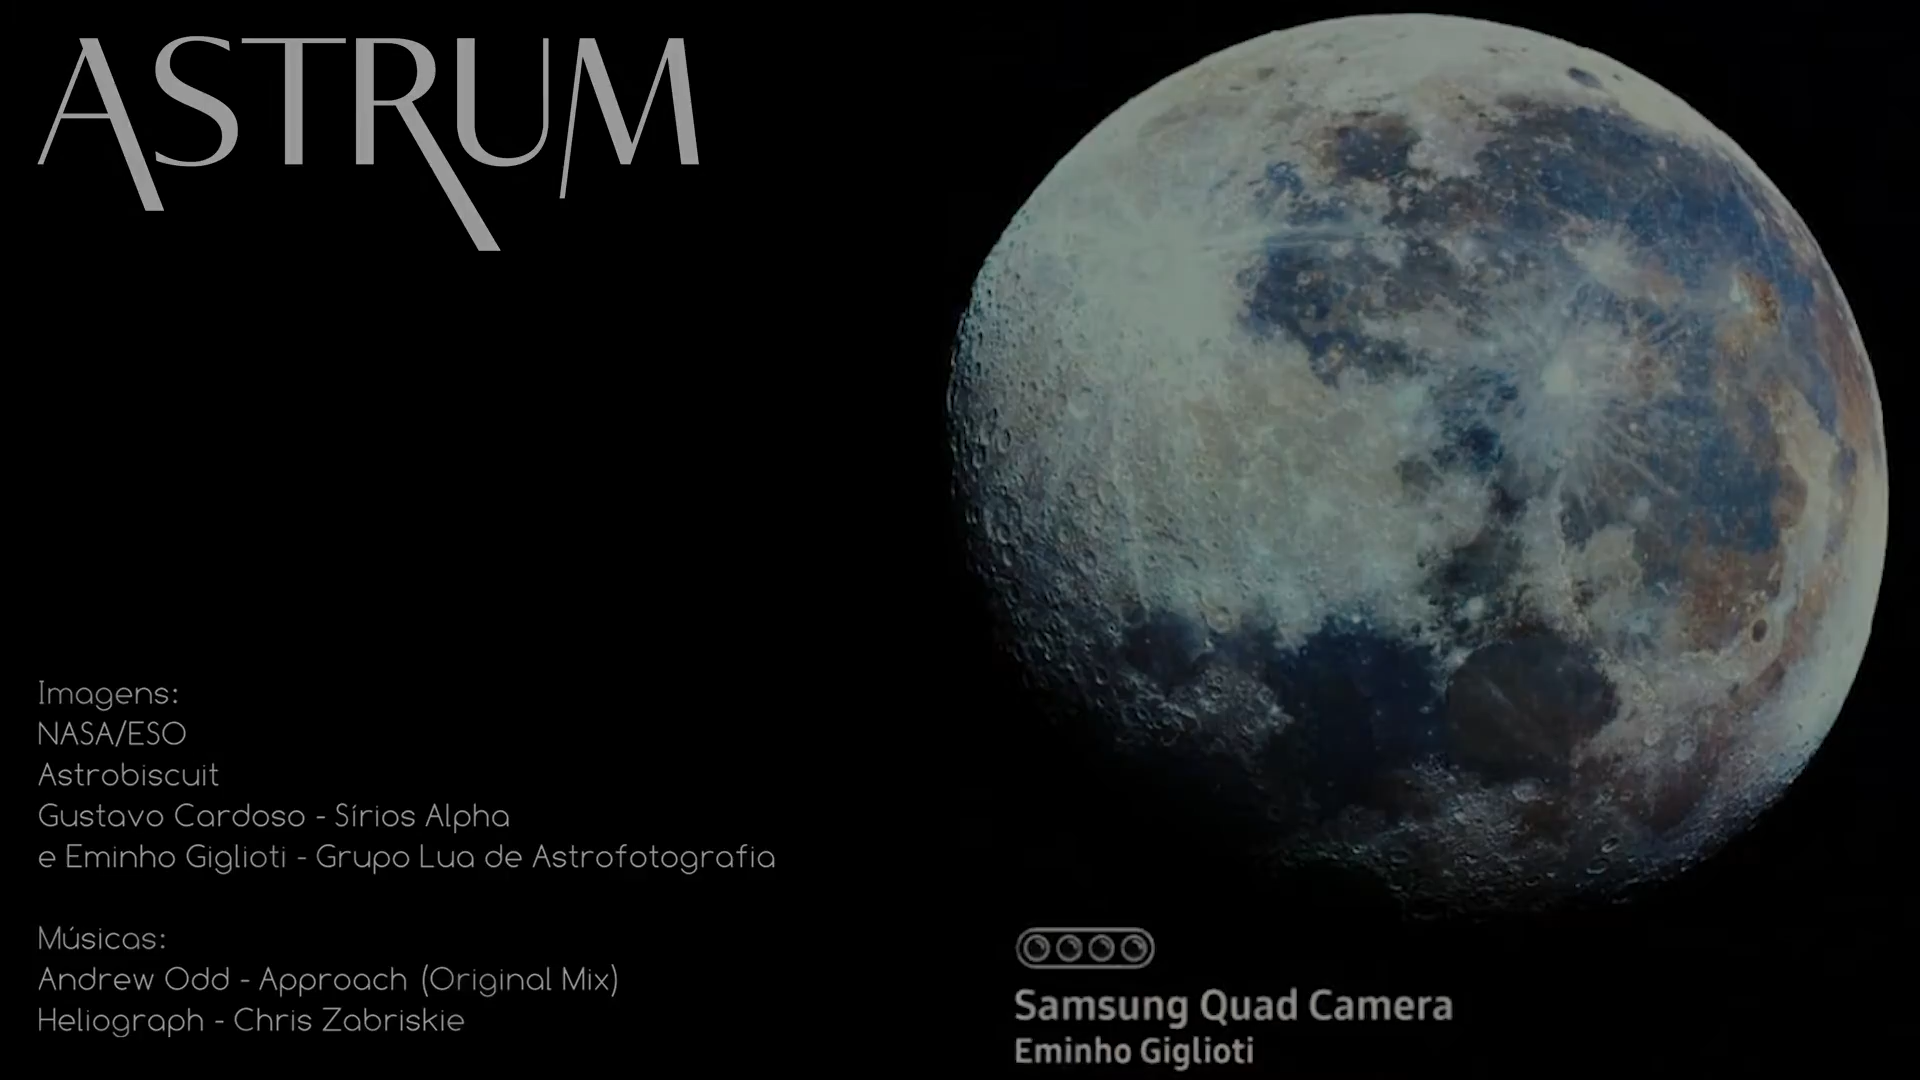 ASTRUM
Imagens:
NASA/ESO
Astrobiscuit
Gustavo Cardoso - Sírios Alpha
e Eminho Giglioti - Grupo Lua de Astrofotografia
Músicas:
Andrew Odd - Approach (Original Mix)
Heliograph - Chris Zabriskie
Samsung Quad Camera
Eminho Giglioti